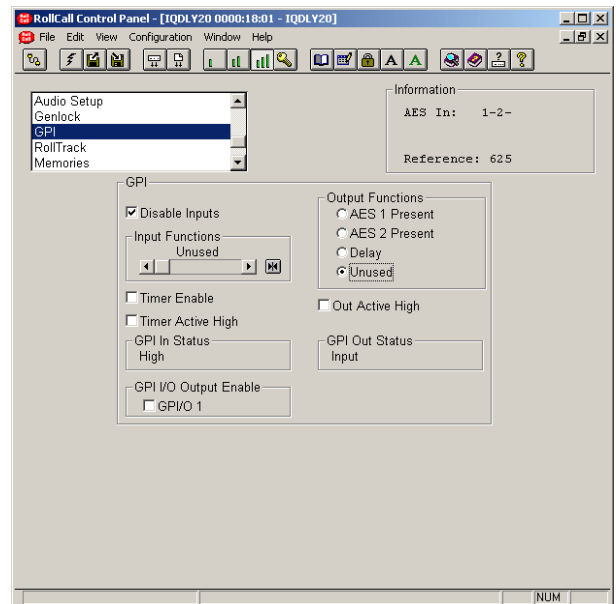 RollCall Control Panel - [IQDLY20 0000:18:01 - IQDLY20]
File Edit View Configuration Window Help
A A
Audio Setup
Genlock
GPI
RollTrack
Memories
Information
AES In: 1-2-
Reference: 625
GPI
Disable Inputs
Input Functions
Unused
Timer Enable
Timer Active High
GPI In Status
High
GPI I/O Output Enable
GPI/O 1
Output Functions
AES 1 Present
AES 2 Present
Delay
Unused
Out Active High
GPI Out Status
Input
NUM